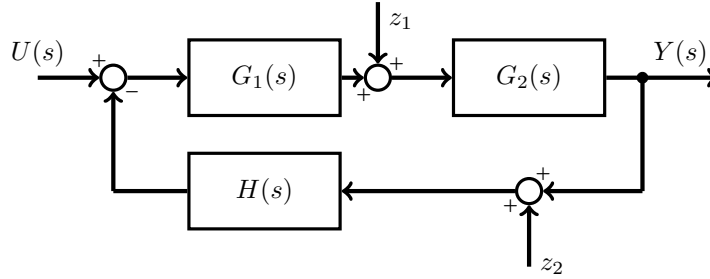 z₁
U(s) + − G₁(s) + + G₂(s) Y(s)
H(s) + +
z₂